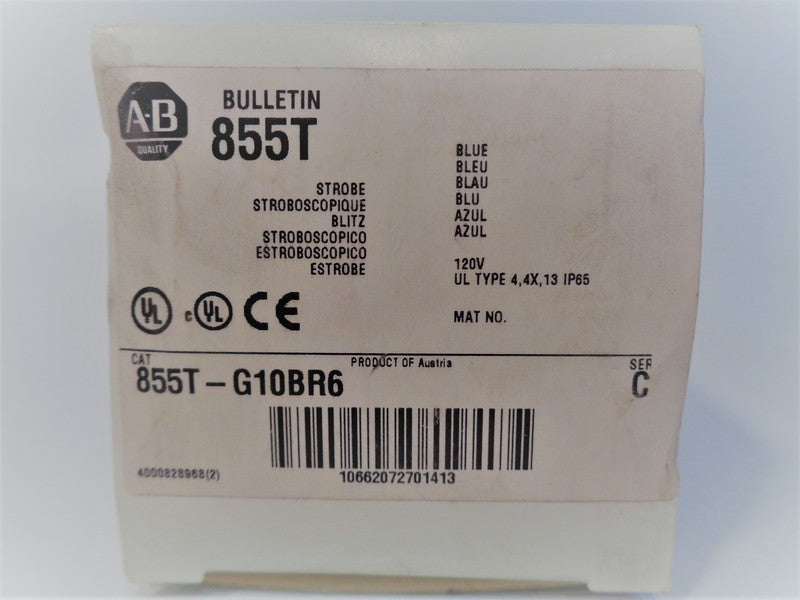 A-B
QUALITY
BULLETIN
855T
STROBE
STROBOSCOPIQUE
BLITZ
STROBOSCOPICO
ESTROBOSCOPICO
ESTROBE
BLUE
BLEU
BLAU
BLU
AZUL
AZUL
120V
UL TYPE 4,4X,13 IP65
MAT NO.
UL
c UL CE
CAT
PRODUCT OF Austria
SER
855T-G10BR6
C
4000828968(2)
10662072701413